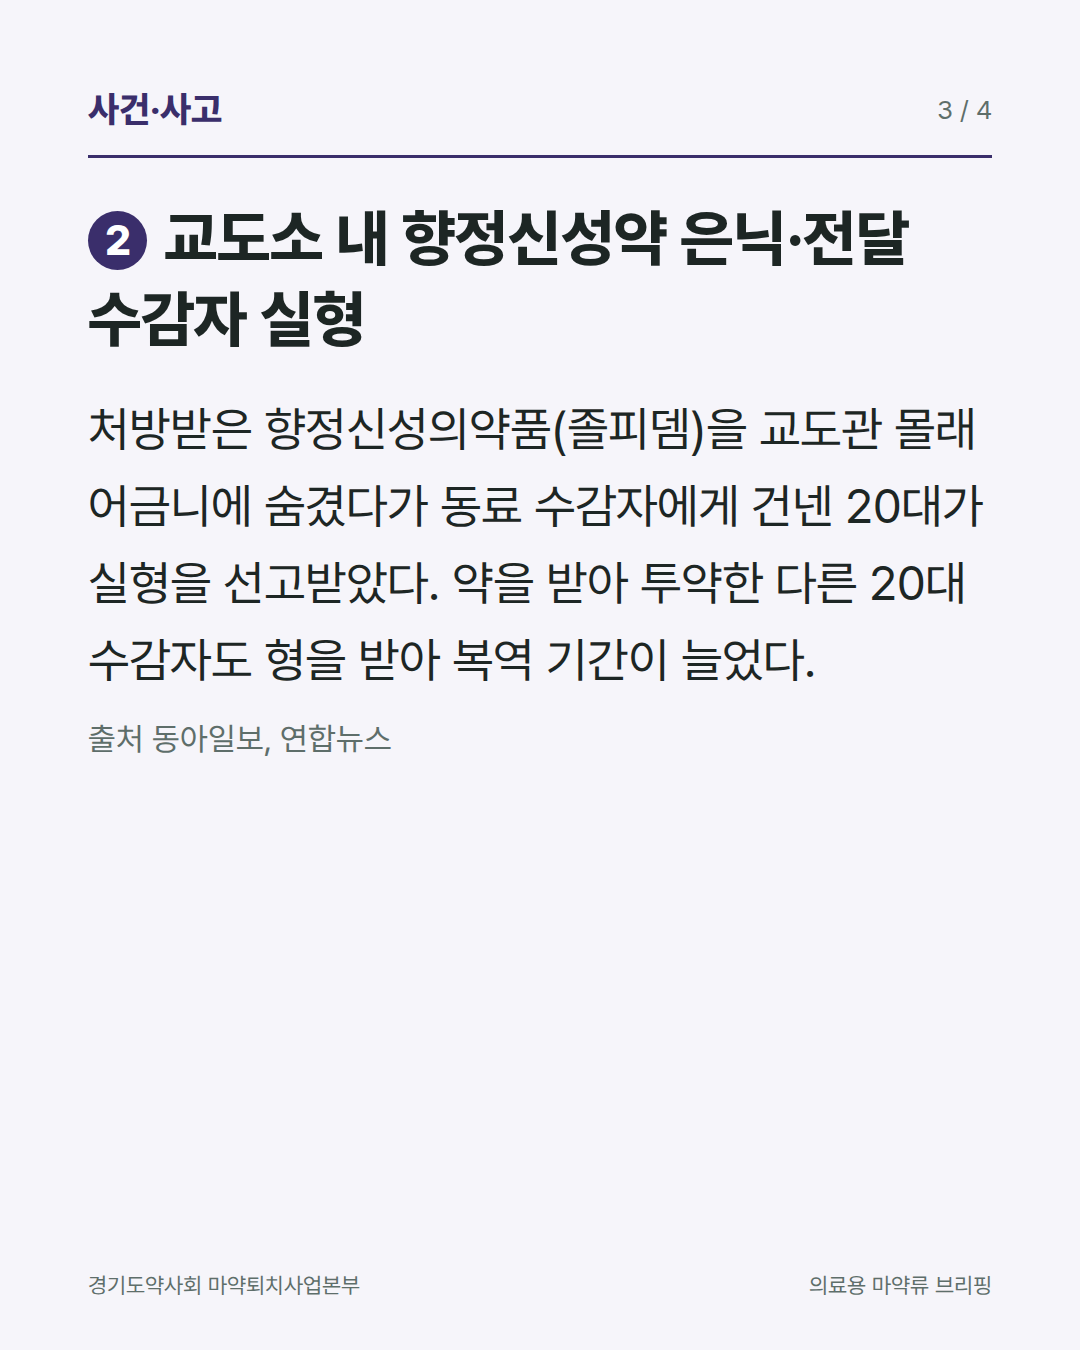 사건·사고
3 / 4
2 교도소 내 향정신성약 은닉·전달
수감자 실형
처방받은 향정신성의약품(졸피뎀)을 교도관 몰래
어금니에 숨겼다가 동료 수감자에게 건넨 20대가
실형을 선고받았다. 약을 받아 투약한 다른 20대
수감자도 형을 받아 복역 기간이 늘었다.
출처 동아일보, 연합뉴스
경기도약사회 마약퇴치사업본부
의료용 마약류 브리핑